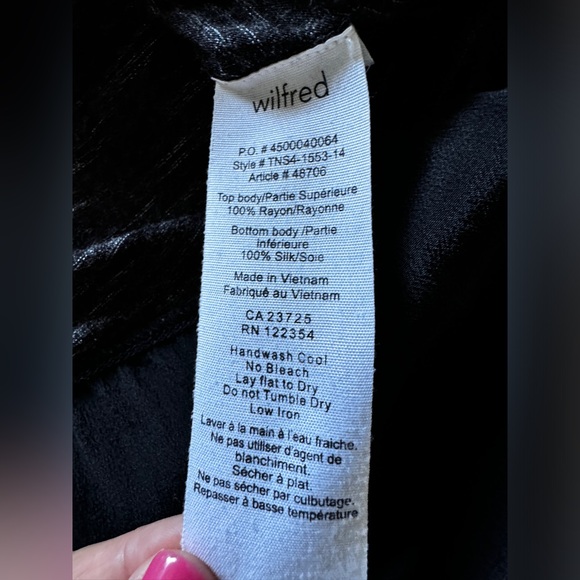 wilfred
P.O. # 4500040064
Style # TNS4-1553-14
Article # 48706
Top body/Partie Supérieure
100% Rayon/Rayonne
Bottom body /Partie
Inférieure
100% Silk/Soie
Made in Vietnam
Fabriqué au Vietnam
CA 23725
RN 122354
Handwash Cool
No Bleach
Lay flat to Dry
Do not Tumble Dry
Low Iron
Laver à la main à l'eau fraiche.
Ne pas utiliser d'agent de
blanchiment.
Sécher à plat.
Ne pas sécher par culbutage.
Repasser à basse température